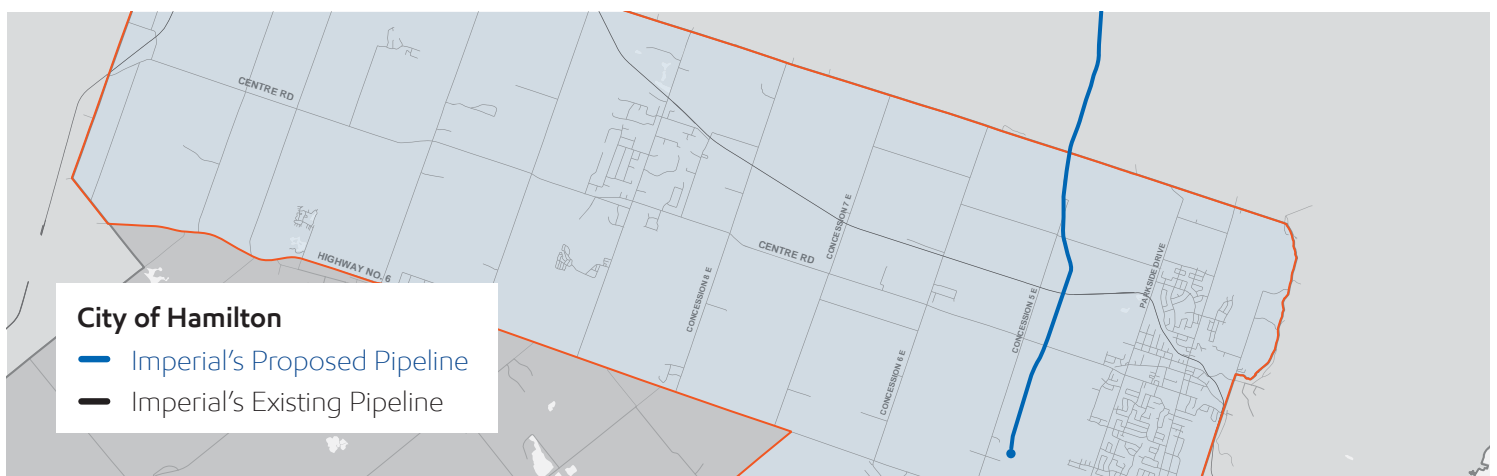 CENTRE RD
CONCESSION 7 E
CENTRE RD
PARKSIDE DRIVE
HIGHWAY NO. 6
CONCESSION 8 E
CONCESSION 5 E
CONCESSION 6 E
City of Hamilton
Imperial's Proposed Pipeline
Imperial's Existing Pipeline